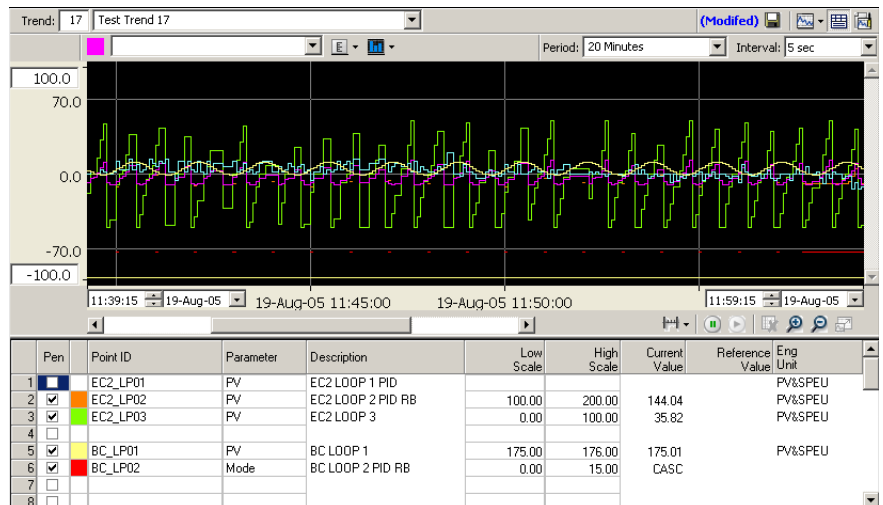 Trend: 17 Test Trend 17 (Modifed)
E Period: 20 Minutes Interval: 5 sec
100.0
70.0
0.0
-70.0
-100.0
11:39:15 19-Aug-05 19-Aug-05 11:45:00 19-Aug-05 11:50:00 11:59:15 19-Aug-05
Pen Point ID Parameter Description Low Scale High Scale Current Value Reference Value Eng Unit
1 EC2_LP01 PV EC2 LOOP 1 PID PV&SPEU
2 EC2_LP02 PV EC2 LOOP 2 PID RB 100.00 200.00 144.04 PV&SPEU
3 EC2_LP03 PV EC2 LOOP 3 0.00 100.00 35.82 PV&SPEU
4
5 BC_LP01 PV BC LOOP 1 175.00 176.00 175.01 PV&SPEU
6 BC_LP02 Mode BC LOOP 2 PID RB 0.00 15.00 CASC
7
8